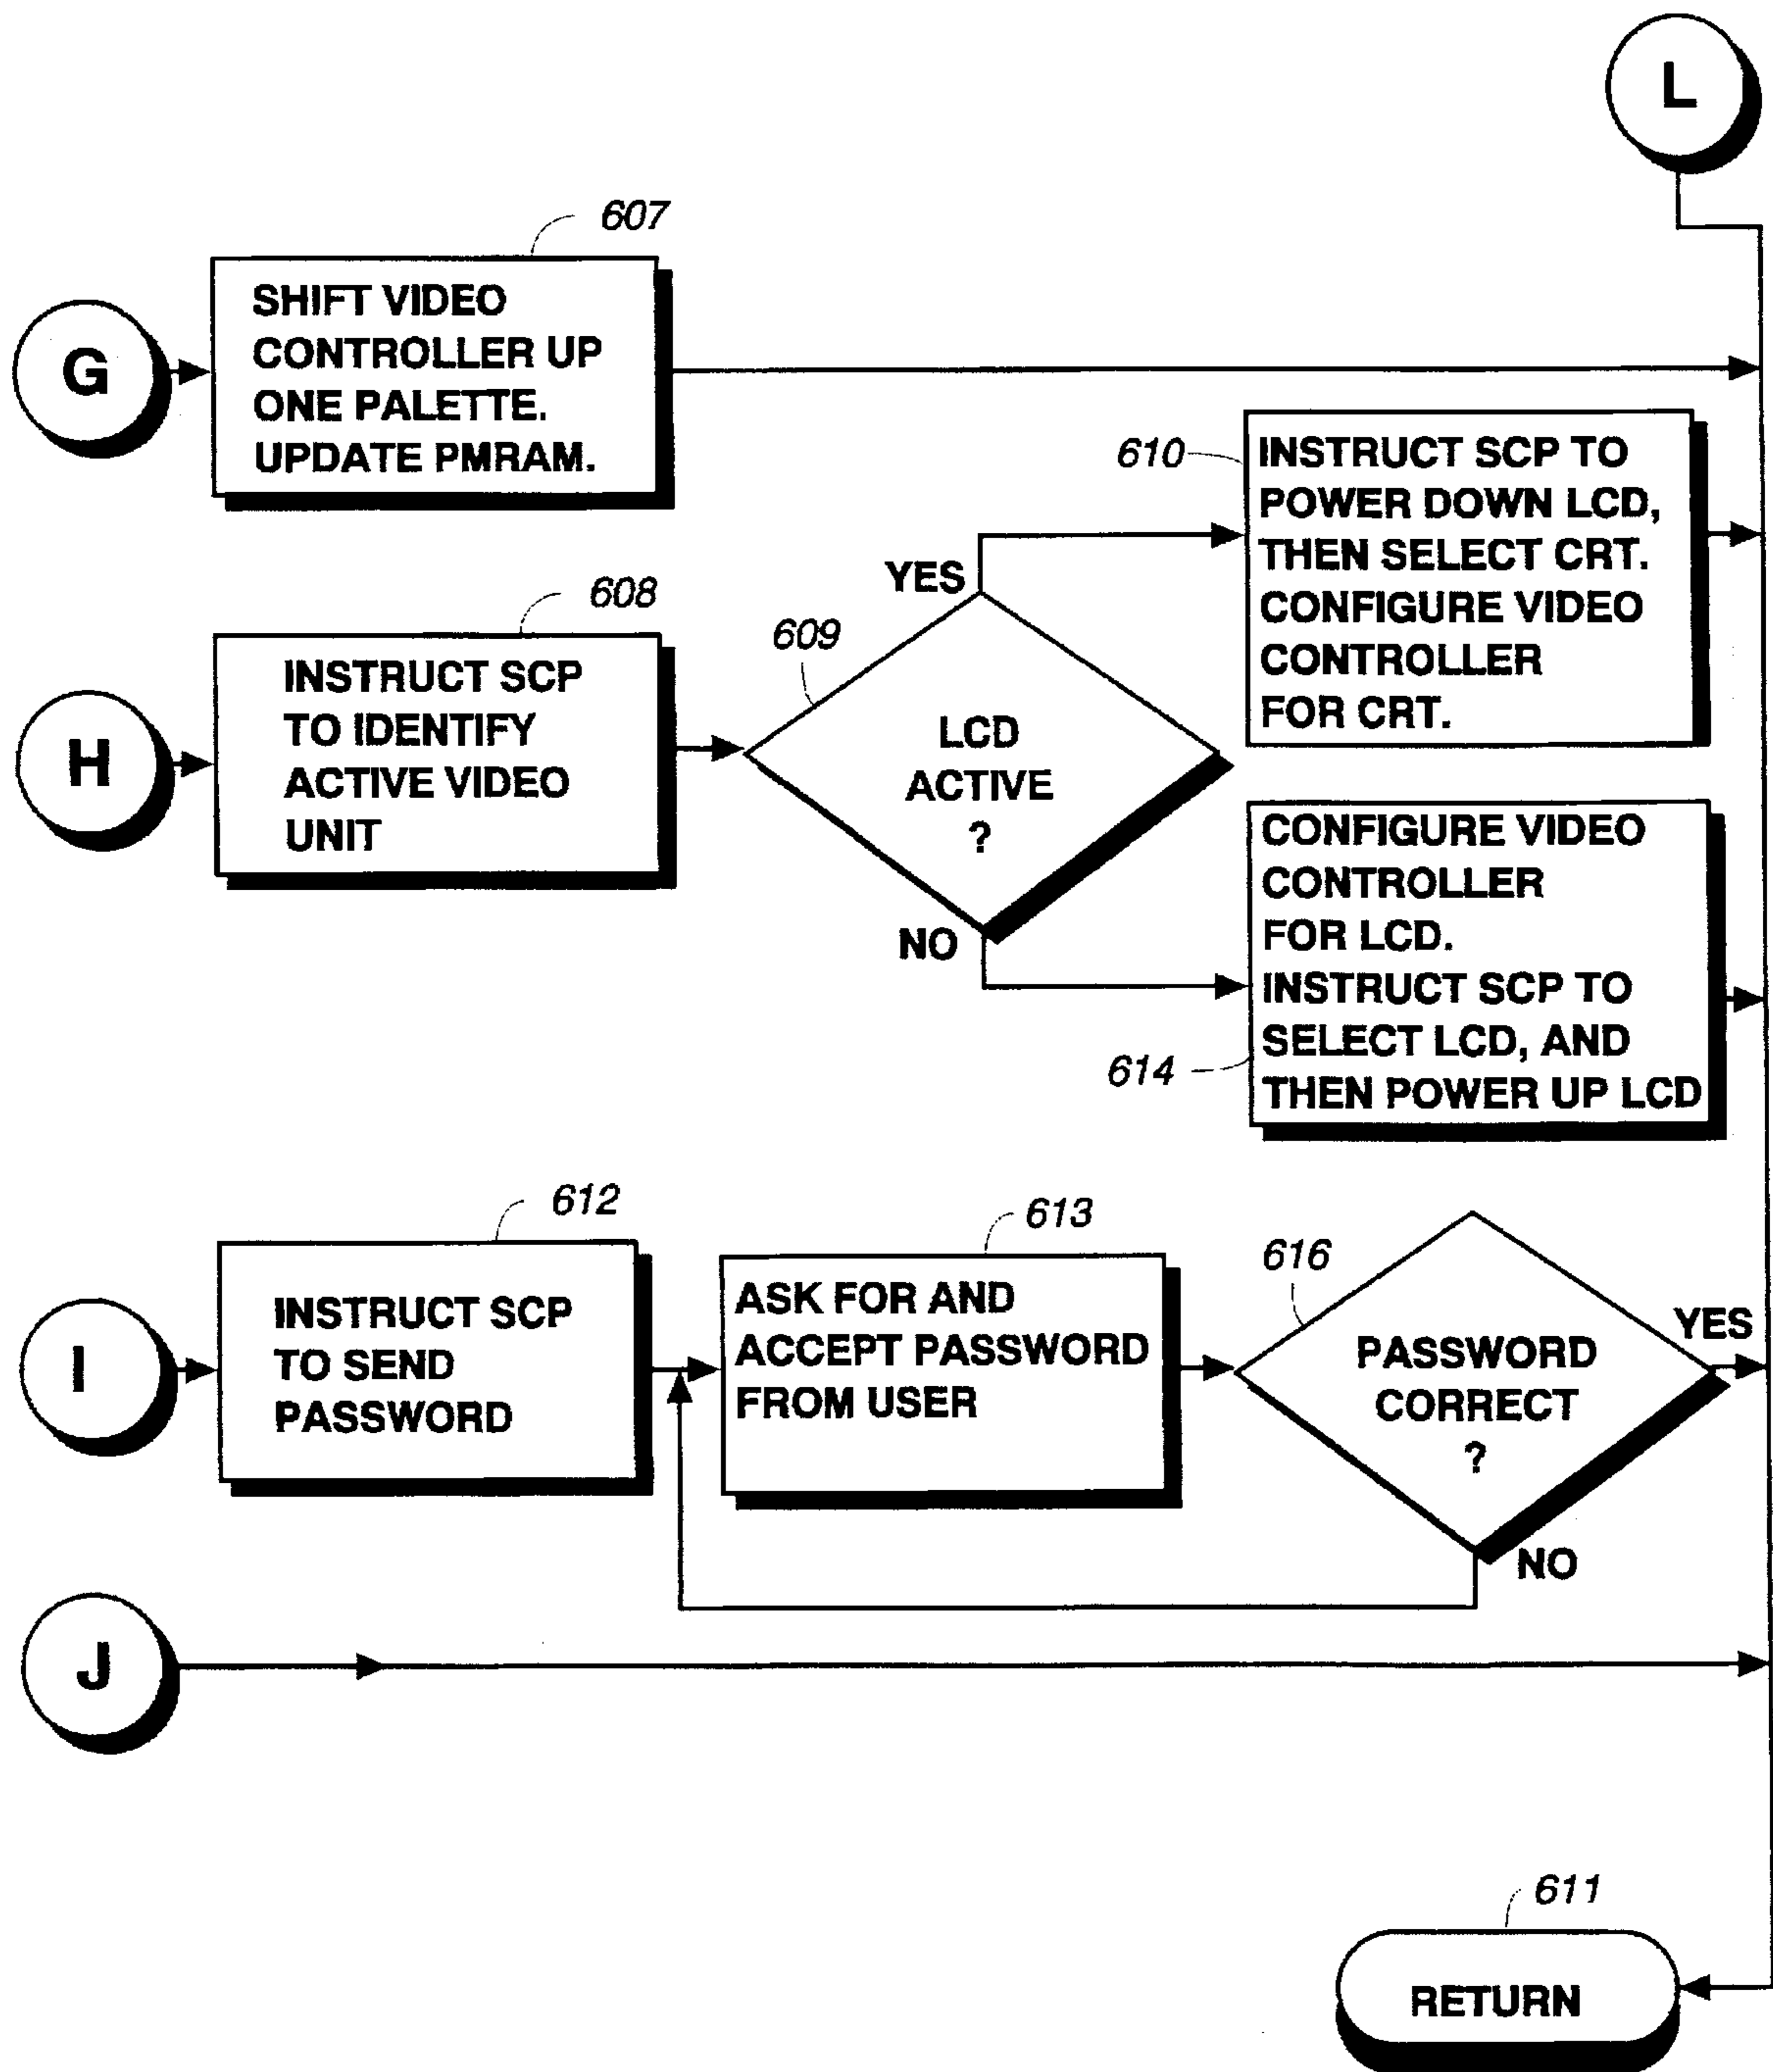 L
607
G
SHIFT VIDEO
CONTROLLER UP
ONE PALETTE.
UPDATE PMRAM.
610
INSTRUCT SCP TO
POWER DOWN LCD,
THEN SELECT CRT.
CONFIGURE VIDEO
CONTROLLER
FOR CRT.
608
H
INSTRUCT SCP
TO IDENTIFY
ACTIVE VIDEO
UNIT
609
YES
LCD
ACTIVE
?
NO
CONFIGURE VIDEO
CONTROLLER
FOR LCD.
INSTRUCT SCP TO
SELECT LCD, AND
THEN POWER UP LCD
614
612
I
INSTRUCT SCP
TO SEND
PASSWORD
613
ASK FOR AND
ACCEPT PASSWORD
FROM USER
616
PASSWORD
CORRECT
?
YES
NO
J
611
RETURN